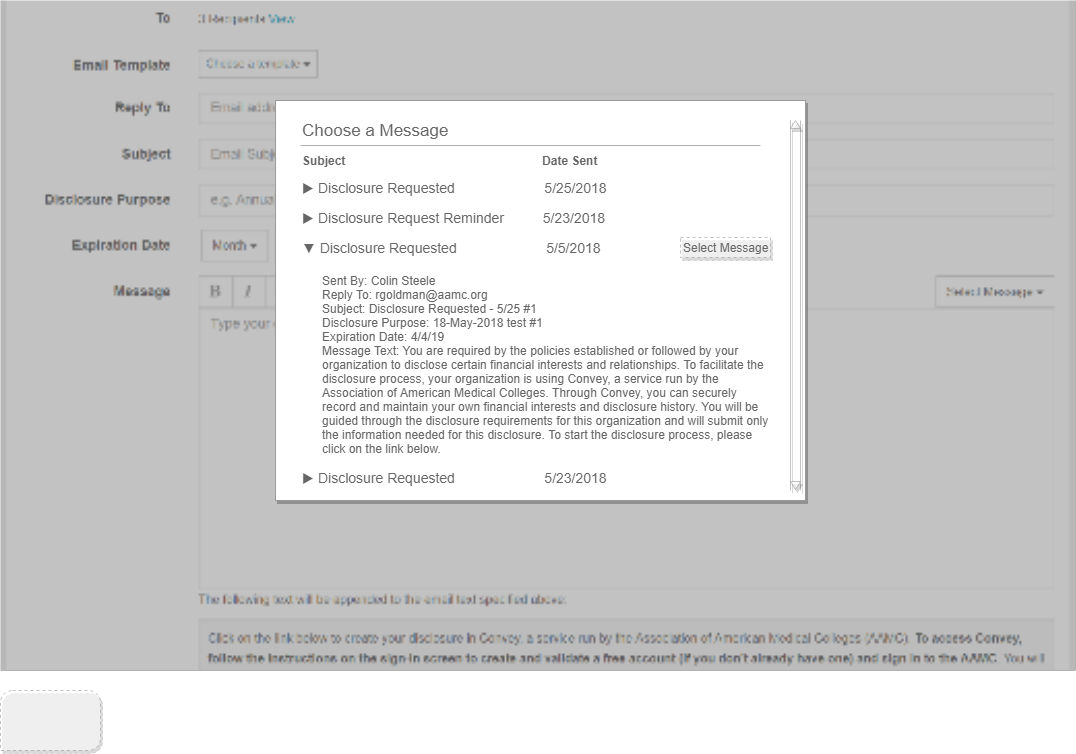 To 3 Recipients View
Email Template Choose a template
Reply To Email addr
Subject Email Subj
Disclosure Purpose e.g. Annua
Expiration Date Month
Message B I Select Message
Type your
Choose a Message
Subject Date Sent
Disclosure Requested 5/25/2018
Disclosure Request Reminder 5/23/2018
Disclosure Requested 5/5/2018 Select Message
Sent By: Colin Steele
Reply To: rgoldman@aamc.org
Subject: Disclosure Requested - 5/25 #1
Disclosure Purpose: 18-May-2018 test #1
Expiration Date: 4/4/19
Message Text: You are required by the policies established or followed by your
organization to disclose certain financial interests and relationships. To facilitate the
disclosure process, your organization is using Convey, a service run by the
Association of American Medical Colleges. Through Convey, you can securely
record and maintain your own financial interests and disclosure history. You will be
guided through the disclosure requirements for this organization and will submit only
the information needed for this disclosure. To start the disclosure process, please
click on the link below.
Disclosure Requested 5/23/2018
The following text will be appended to the email text specified above:
Click on the link below to create your disclosure in Convey, a service run by the Association of American Medical Colleges (AAMC). To access Convey,
follow the instructions on the sign-in screen to create and validate a free account (if you don't already have one) and sign in to the AAMC. You will